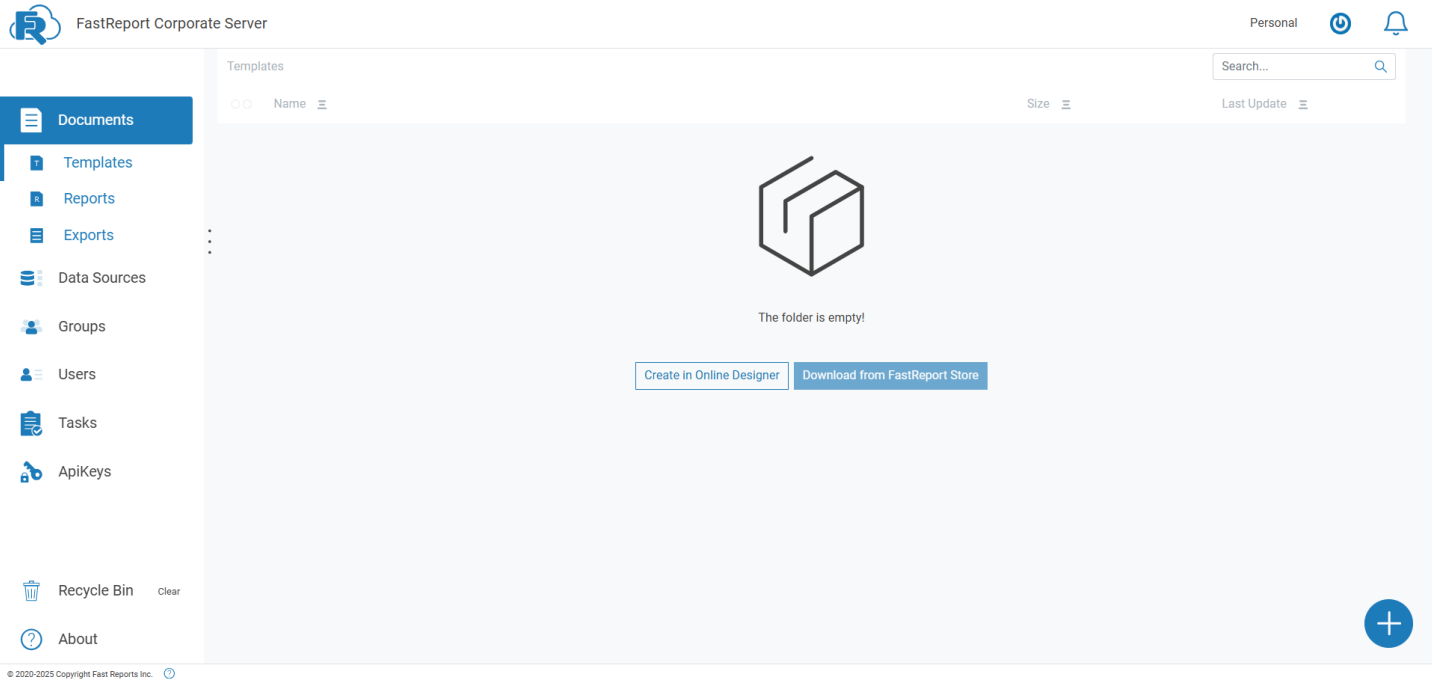 FastReport Corporate Server
Personal
Templates
Search...
Name
Size
Last Update
Documents
T
Templates
R
Reports
Exports
Data Sources
Groups
Users
Tasks
ApiKeys
The folder is empty!
Create in Online Designer
Download from FastReport Store
Recycle Bin
Clear
? About
© 2020-2025 Copyright Fast Reports Inc. ?